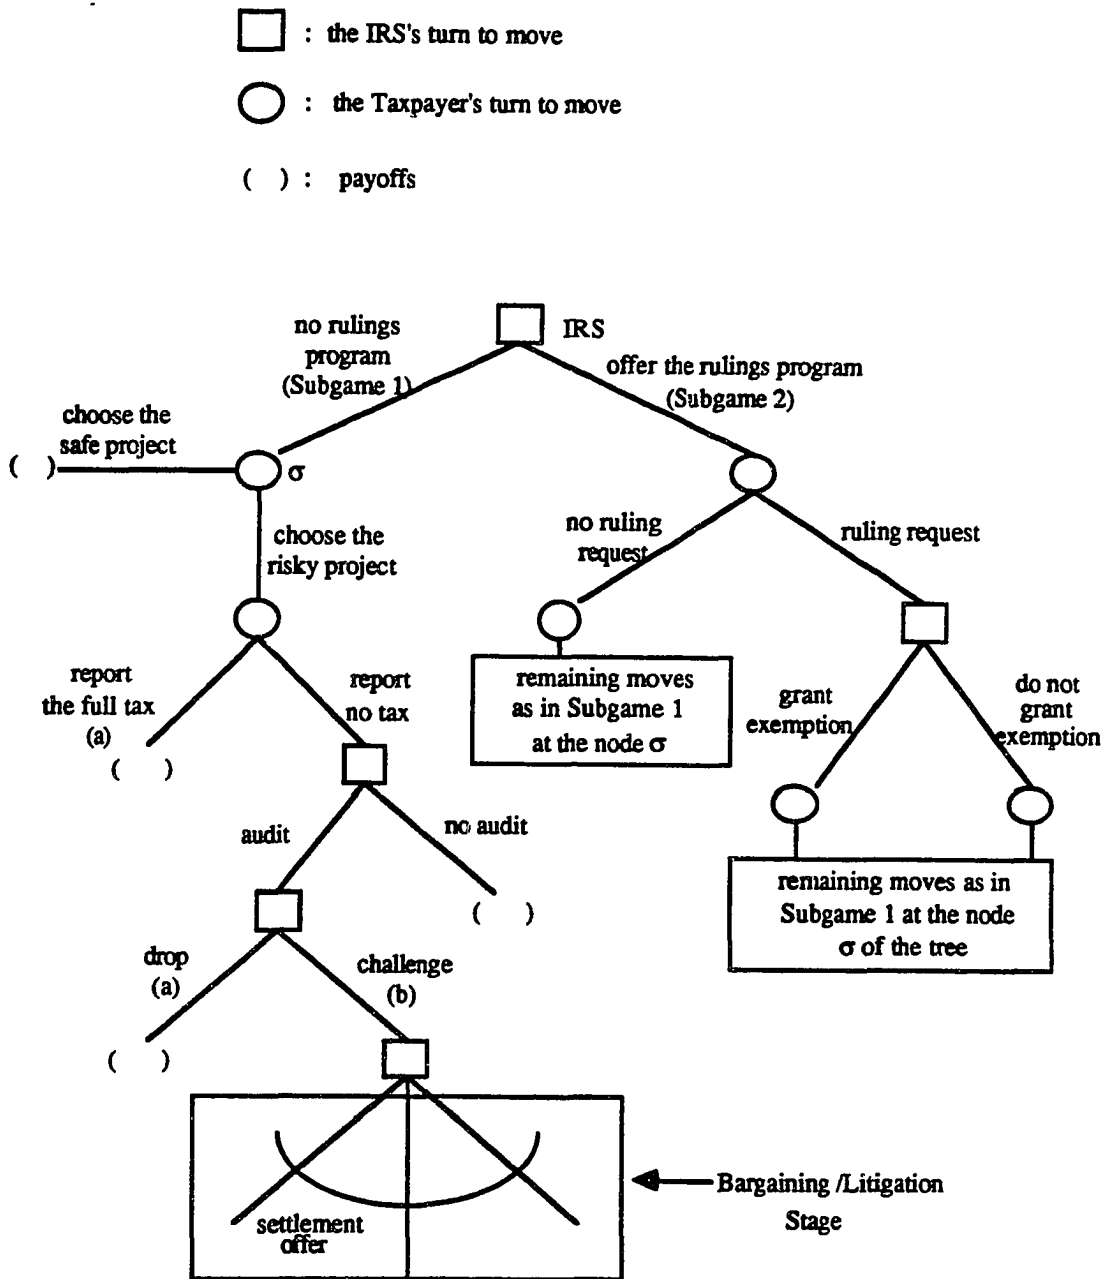 : the IRS's turn to move
: the Taxpayer's turn to move
( ) : payoffs
IRS
no rulings
program
(Subgame 1)
offer the rulings program
(Subgame 2)
choose the
safe project
( )
σ
choose the
risky project
no ruling
request
ruling request
report
the full tax
(a)
( )
report
no tax
remaining moves
as in Subgame 1
at the node σ
grant
exemption
do not
grant
exemption
audit
no audit
( )
remaining moves as in
Subgame 1 at the node
σ of the tree
drop
(a)
( )
challenge
(b)
settlement
offer
Bargaining /Litigation
Stage